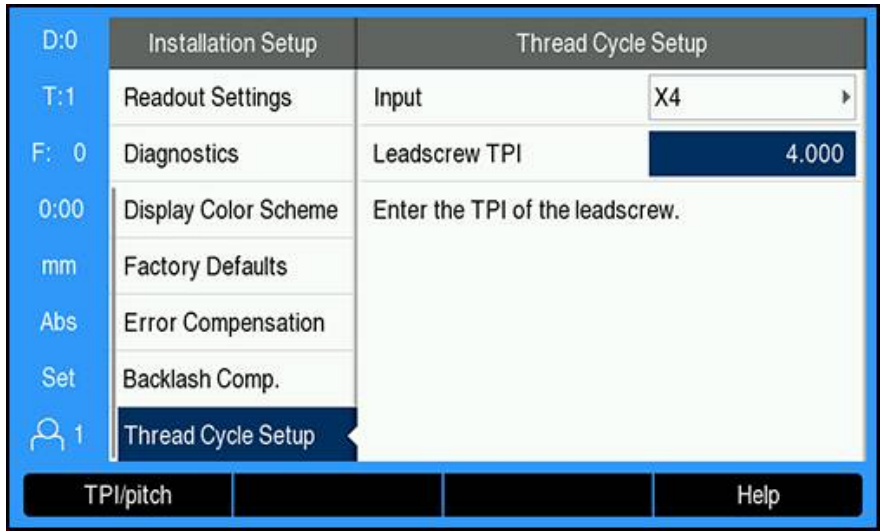 D:0
T:1
F: 0
0:00
mm
Abs
Set
1
Installation Setup
Readout Settings
Diagnostics
Display Color Scheme
Factory Defaults
Error Compensation
Backlash Comp.
Thread Cycle Setup
Thread Cycle Setup
Input X4
Leadscrew TPI 4.000
Enter the TPI of the leadscrew.
TPI/pitch Help